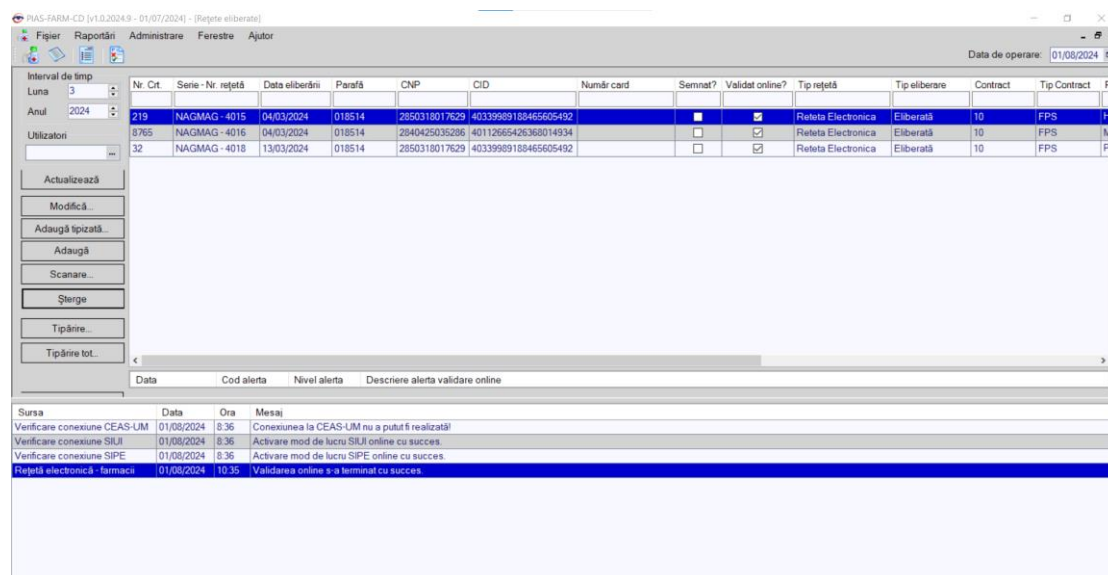 PIAS-FARM-CD [v1.0.2024.9 - 01/07/2024] - [Rețete eliberate]
Fișier Raportări Administrare Ferestre Ajutor
Data de operare: 01/08/2024
Interval de timp
Luna 3
Anul 2024
Utilizatori
...
Actualizează
Modifică...
Adaugă tipizată...
Adaugă
Scanare...
Șterge
Tipărire...
Tipărire tot...
Nr. Crt. Serie - Nr. rețetă Data eliberării Parafă CNP CID Număr card Semnat? Validat online? Tip rețetă Tip eliberare Contract Tip Contract
219 NAGMAG - 4015 04/03/2024 018514 2850318017629 40339989188465605492 Reteta Electronica Eliberată 10 FPS
8765 NAGMAG - 4016 04/03/2024 018514 2840425035286 40112665426368014934 Reteta Electronica Eliberată 10 FPS
32 NAGMAG - 4018 13/03/2024 018514 2850318017629 40339989188465605492 Reteta Electronica Eliberată 10 FPS
Data Cod alerta Nivel alerta Descriere alerta validare online
Sursa Data Ora Mesaj
Verificare conexiune CEAS-UM 01/08/2024 8:36 Conexiunea la CEAS-UM nu a putut fi realizată!
Verificare conexiune SIUI 01/08/2024 8:36 Activare mod de lucru SIUI online cu succes.
Verificare conexiune SIPE 01/08/2024 8:36 Activare mod de lucru SIPE online cu succes.
Rețetă electronică - farmacii 01/08/2024 10:35 Validarea online s-a terminat cu succes.